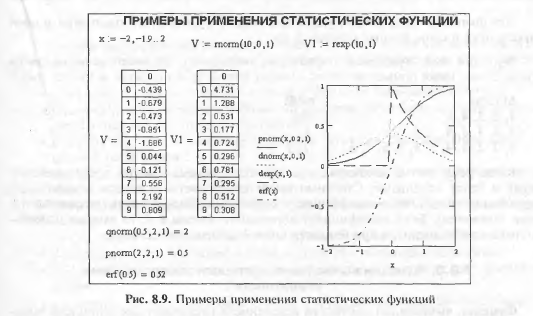 ПРИМЕРЫ ПРИМЕНЕНИЯ СТАТИСТИЧЕСКИХ ФУНКЦИИ
x := −2,−1.9..2
V := rnorm(10,0,1)
V1 := rexp(10,1)
V =
0
0 -0.439
1 -0.679
2 -0.473
3 -0.951
4 -1.686
5 0.044
6 -0.121
7 0.556
8 2.192
9 0.809
V1 =
0
0 4.731
1 1.288
2 0.531
3 0.177
4 0.724
5 0.296
6 0.781
7 0.295
8 0.512
9 0.308
pnorm(x,0.2,1)
dnorm(x,0,1)
dexp(x,1)
erf(x)
1
0.5
0
−0.5
−1
−2 −1 0 1 2
x
qnorm(0.5,2,1) = 2
pnorm(2,2,1) = 0.5
erf(0.5) = 0.52
Рис. 8.9. Примеры применения статистических функций